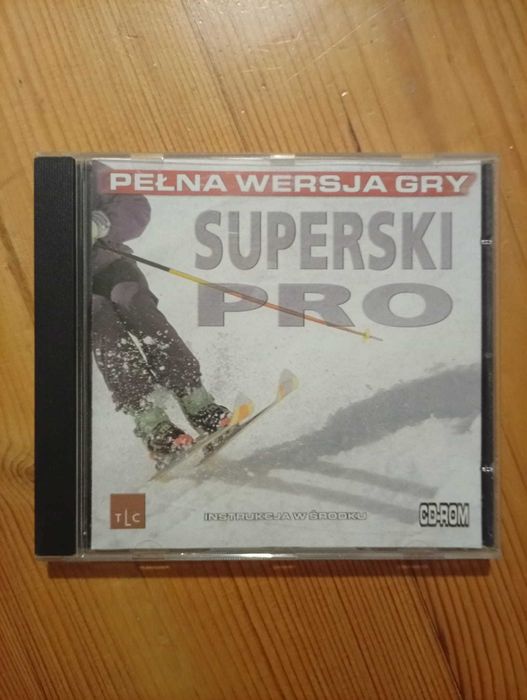 PEŁNA WERSJA GRY
SUPERSKI
PRO
TLC
INSTRUKCJA W ŚRODKU
CD-ROM